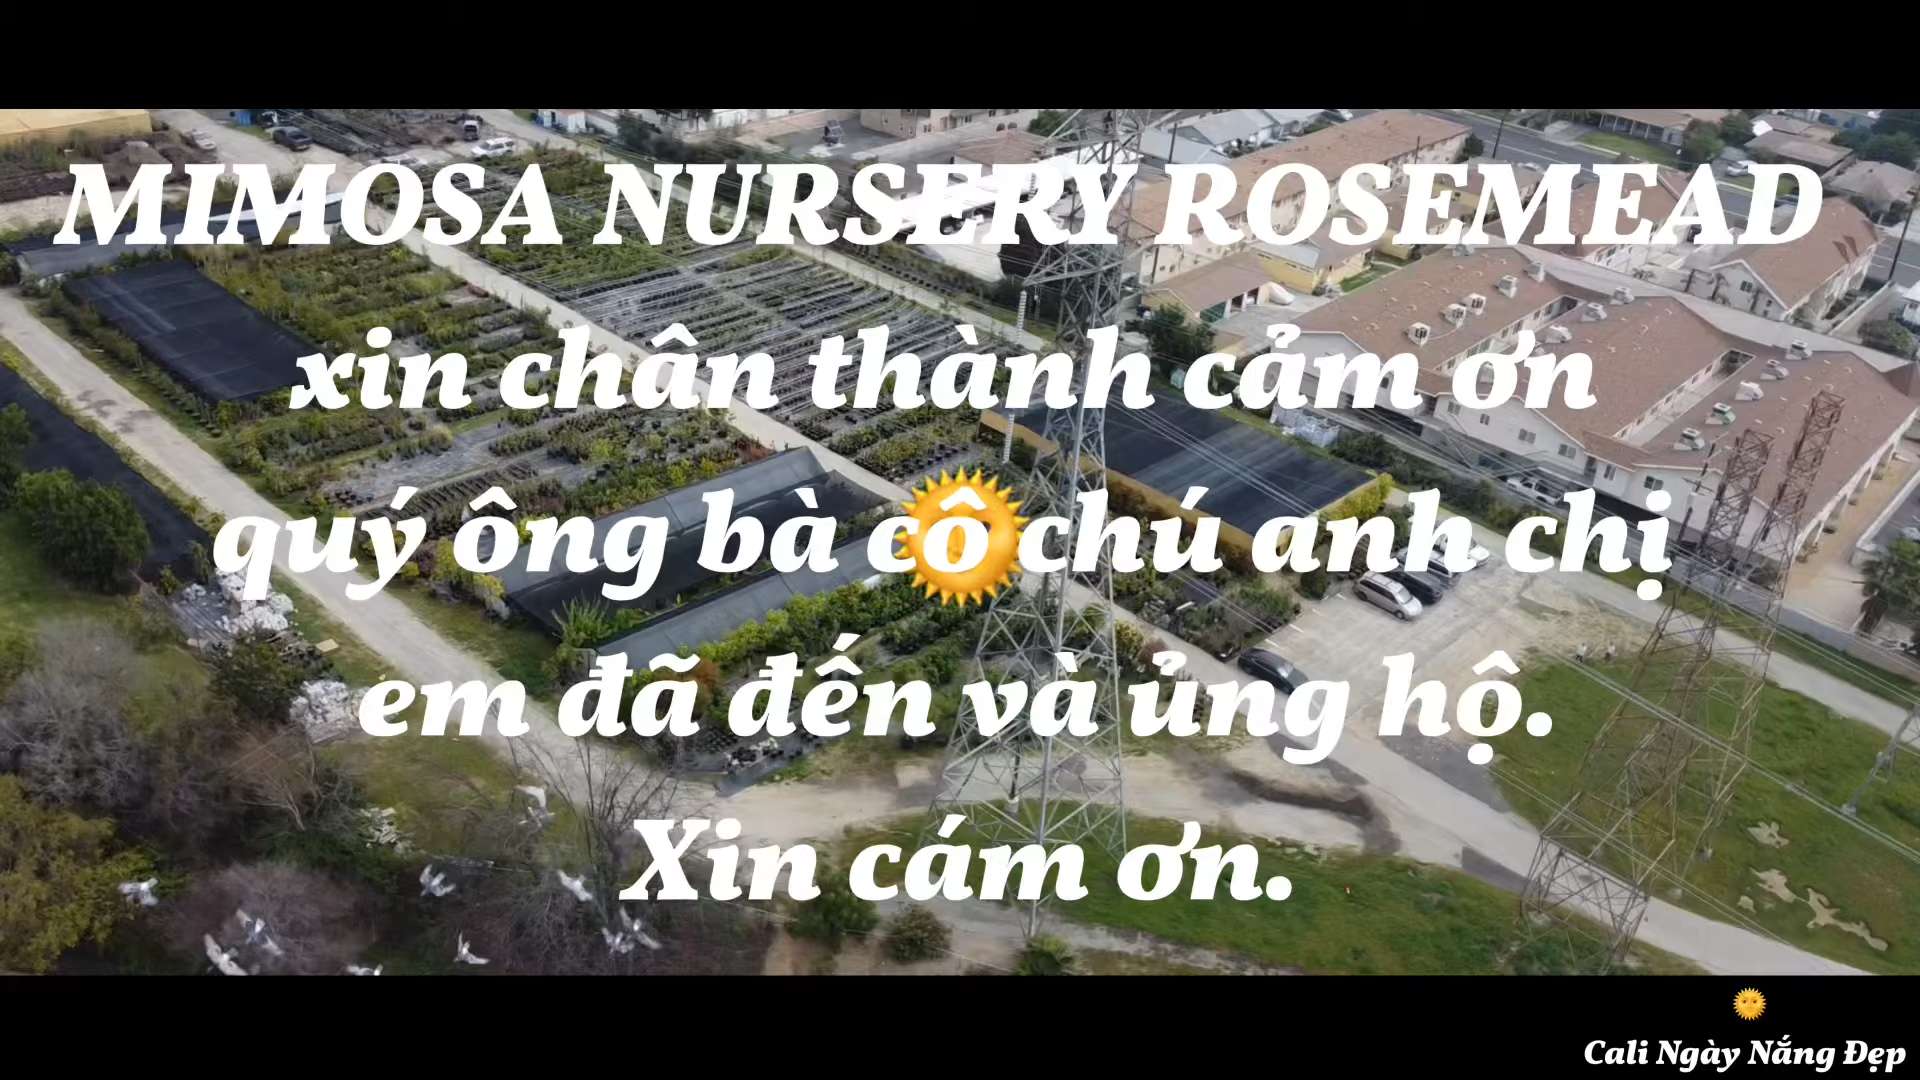 MIMOSA NURSERY ROSEMEAD
xin chân thành cảm ơn
quý ông bà cô chú anh chị
em đã đến và ủng hộ.
Xin cám ơn.
Cali Ngày Nắng Đẹp